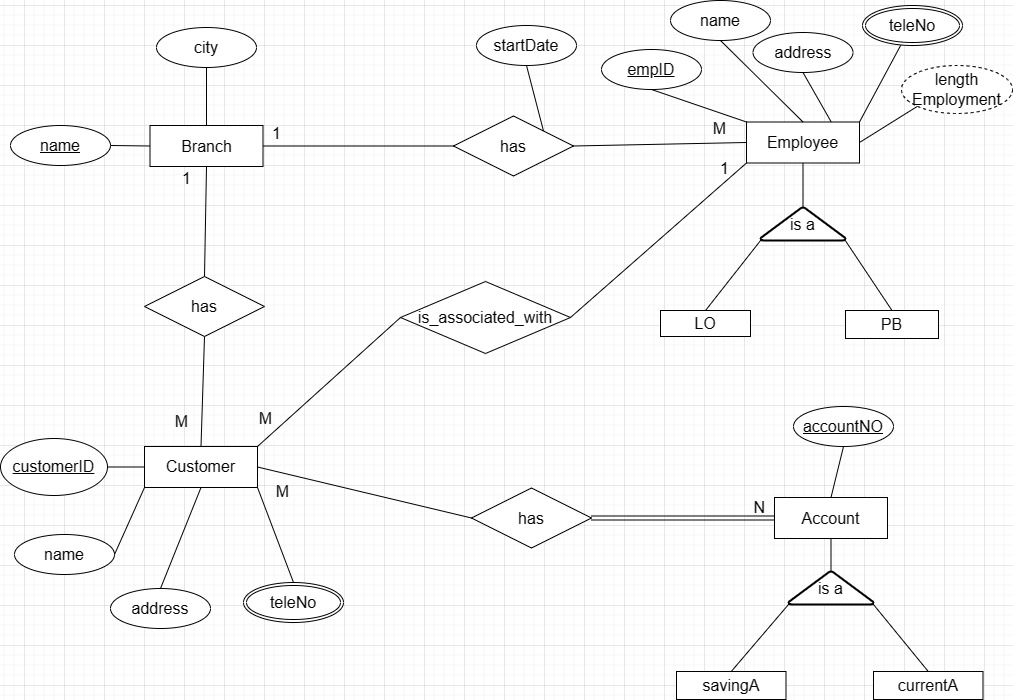 name
teleNo
startDate
city
address
empID
length
Employment
1
M
name
Branch
has
Employee
1
1
is a
has
is_associated_with
LO
PB
M
M
accountNO
customerID
Customer
M
has
N
Account
name
is a
address
teleNo
savingA
currentA